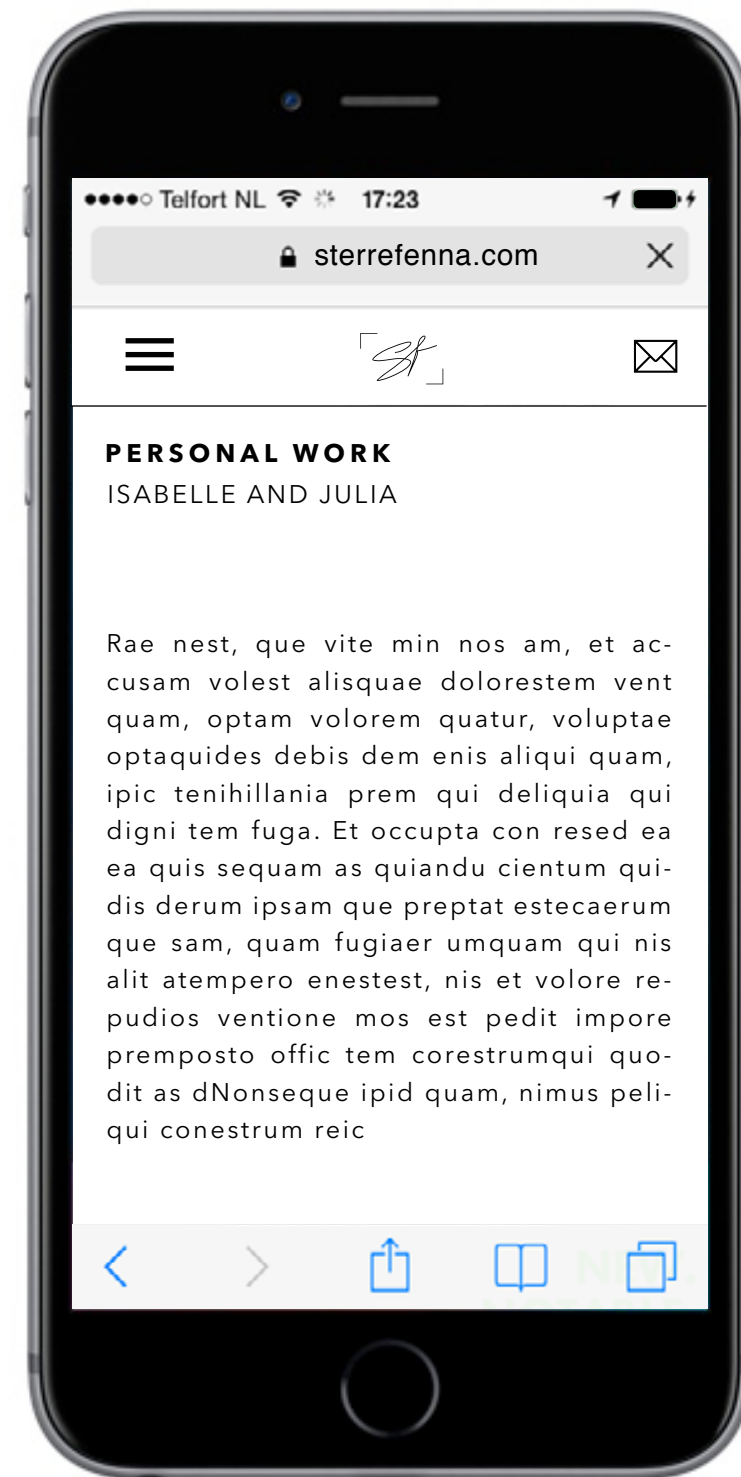 Telfort NL 17:23
sterrefenna.com
PERSONAL WORK
ISABELLE AND JULIA
Rae nest, que vite min nos am, et ac-
cusam volest alisquae dolorestem vent
quam, optam volorem quatur, voluptae
optaquides debis dem enis aliqui quam,
ipic tenihillania prem qui deliquia qui
digni tem fuga. Et occupta con resed ea
ea quis sequam as quiandu cientum qui-
dis derum ipsam que preptat estecaerum
que sam, quam fugiaer umquam qui nis
alit atempero enestest, nis et volore re-
pudios ventione mos est pedit impore
premposto offic tem corestrumqui quo-
dit as dNonseque ipid quam, nimus peli-
qui conestrum reic